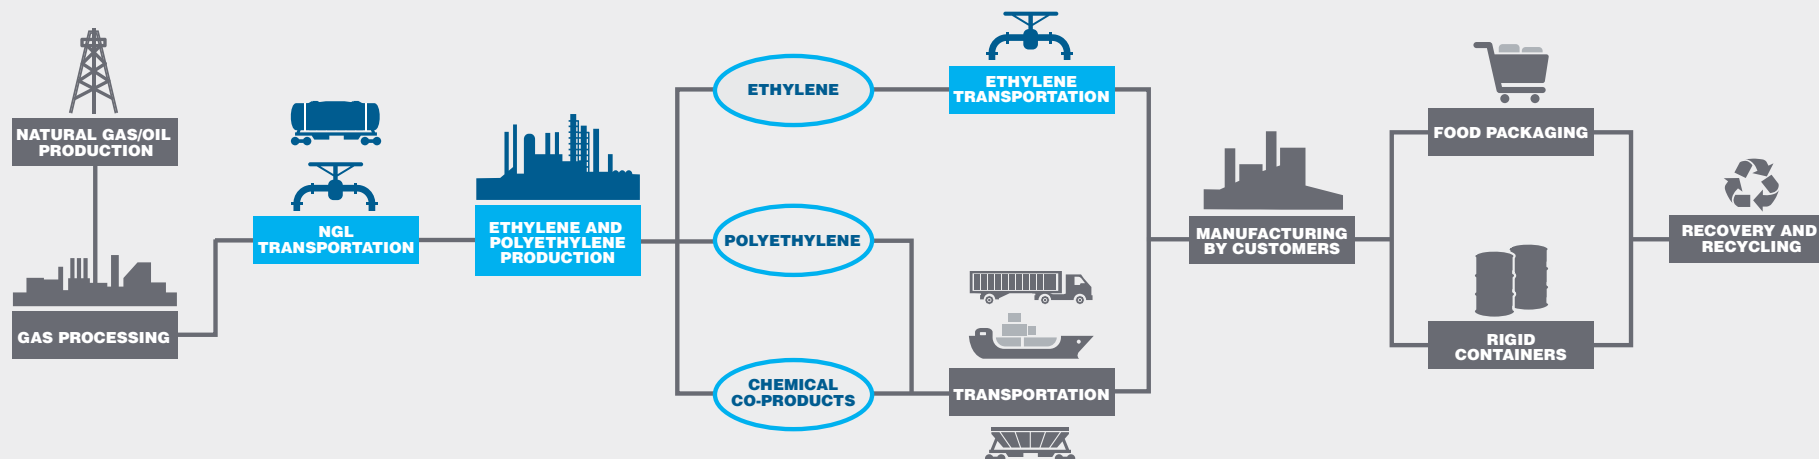 NATURAL GAS/OIL
PRODUCTION
GAS PROCESSING
NGL
TRANSPORTATION
ETHYLENE AND
POLYETHYLENE
PRODUCTION
ETHYLENE
POLYETHYLENE
CHEMICAL
CO-PRODUCTS
ETHYLENE
TRANSPORTATION
TRANSPORTATION
MANUFACTURING
BY CUSTOMERS
FOOD PACKAGING
RIGID
CONTAINERS
RECOVERY AND
RECYCLING